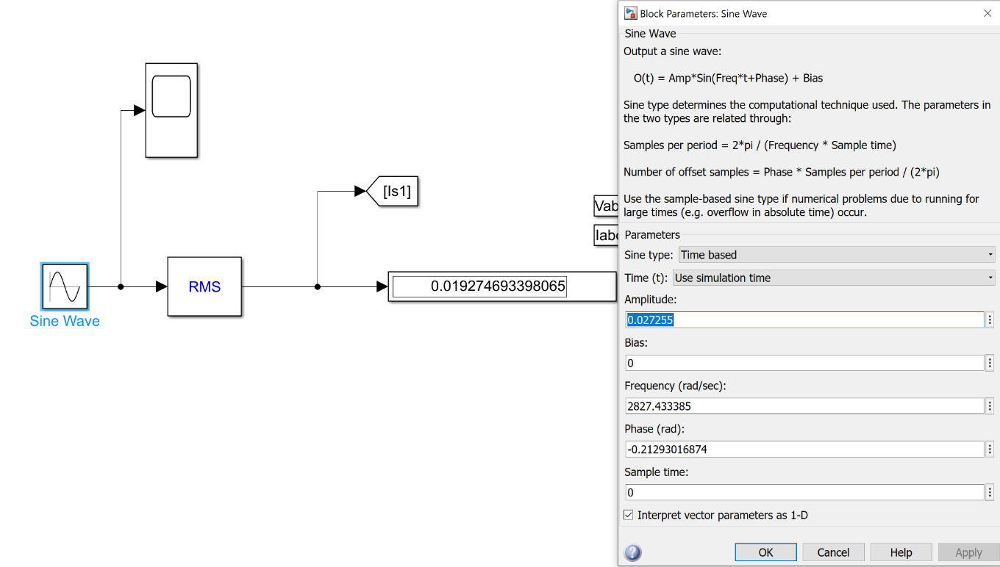 [Is1]
RMS
0.019274693398065
Sine Wave
Vab
Block Parameters: Sine Wave
Sine Wave
Output a sine wave:
O(t) = Amp*Sin(Freq*t+Phase) + Bias
Sine type determines the computational technique used. The parameters in
the two types are related through:
Samples per period = 2*pi / (Frequency * Sample time)
Number of offset samples = Phase * Samples per period / (2*pi)
Use the sample-based sine type if numerical problems due to running for
large times (e.g. overflow in absolute time) occur.
Parameters
Sine type: Time based
Time (t): Use simulation time
Amplitude:
0.027255
Bias:
0
Frequency (rad/sec):
2827.433385
Phase (rad):
-0.21293016874
Sample time:
0
Interpret vector parameters as 1-D
OK Cancel Help Apply